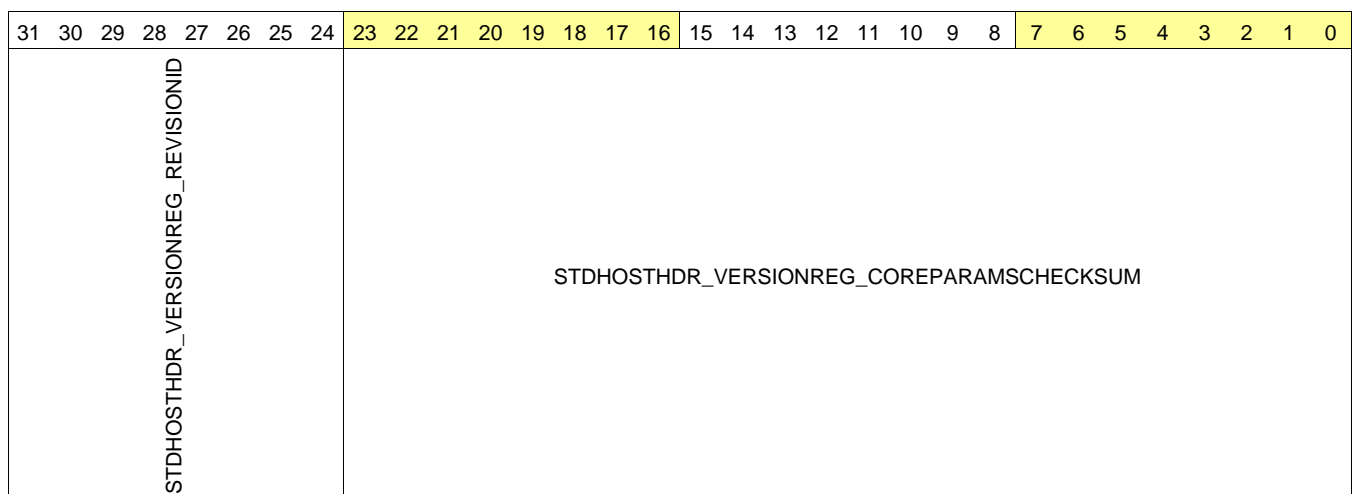 31 30 29 28 27 26 25 24 23 22 21 20 19 18 17 16 15 14 13 12 11 10 9 8 7 6 5 4 3 2 1 0
STDHOSTHDR_VERSIONREG_REVISIONID
STDHOSTHDR_VERSIONREG_COREPARAMSCHECKSUM